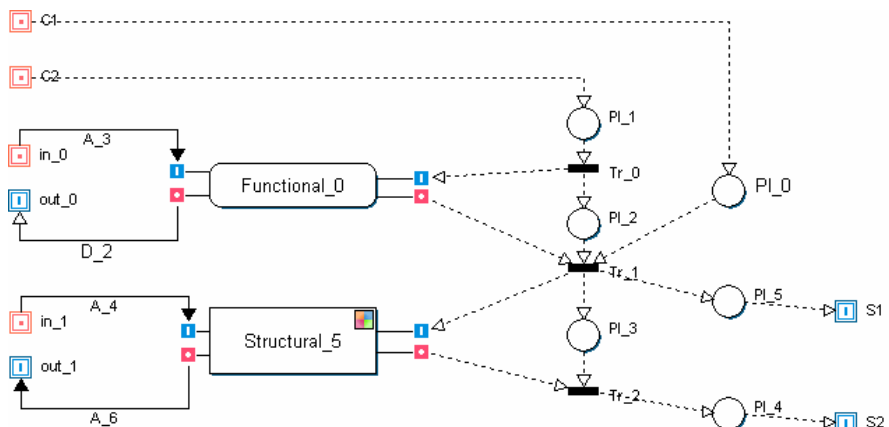 C1
C2
Pl_1
A_3
in_0
Tr_0
Functional_0
Pl_0
out_0
Pl_2
D_2
Tr_1
A_4
Pl_5
S1
in_1
Pl_3
Structural_5
out_1
Tr_2
A_6
Pl_4
S2